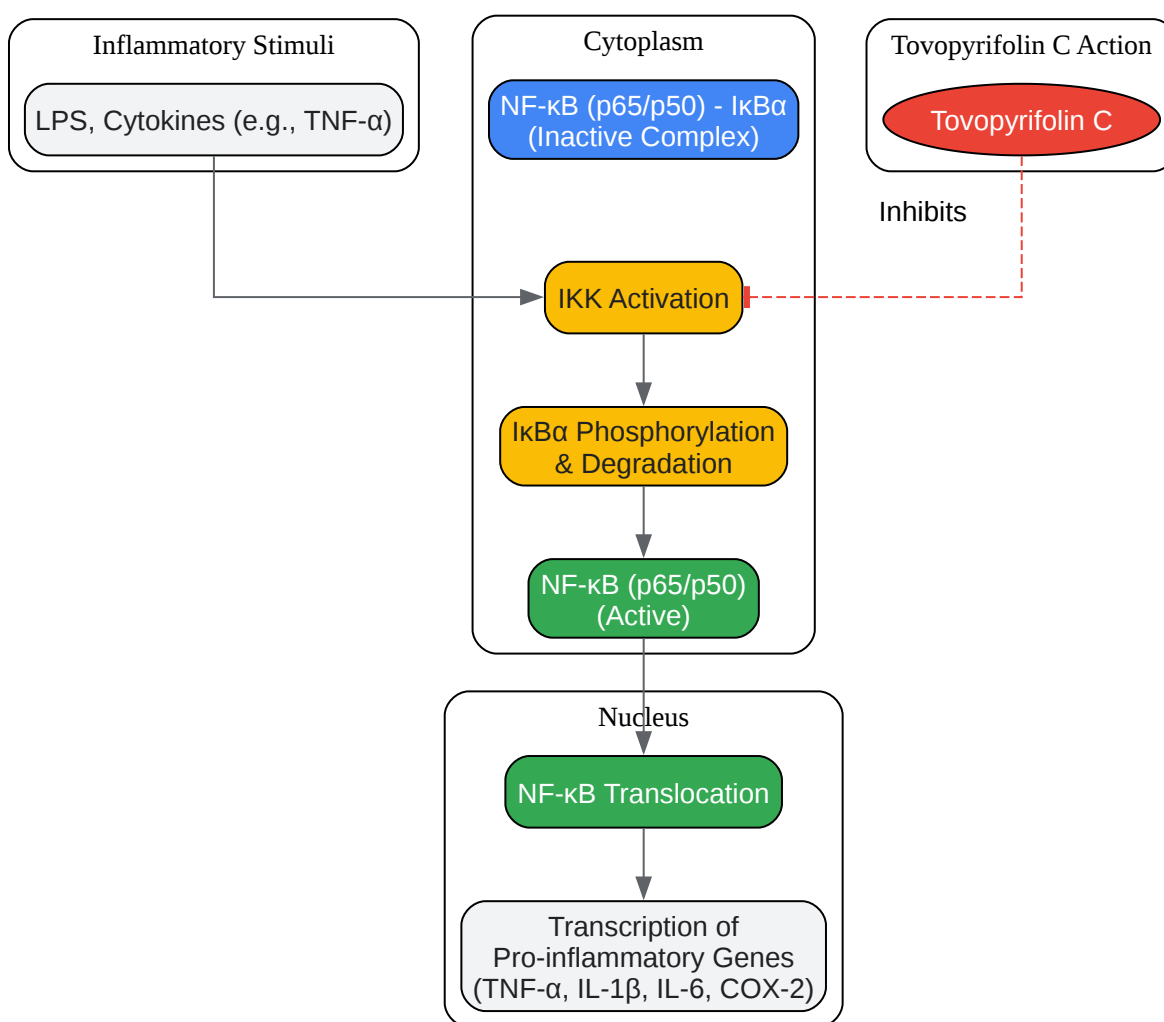 Inflammatory Stimuli
LPS, Cytokines (e.g., TNF-α)
Cytoplasm
NF-κB (p65/p50) - IκBα
(Inactive Complex)
Tovopyrifolin C Action
Tovopyrifolin C
Inhibits
IKK Activation
IκBα Phosphorylation
& Degradation
NF-κB (p65/p50)
(Active)
Nucleus
NF-κB Translocation
Transcription of
Pro-inflammatory Genes
(TNF-α, IL-1β, IL-6, COX-2)